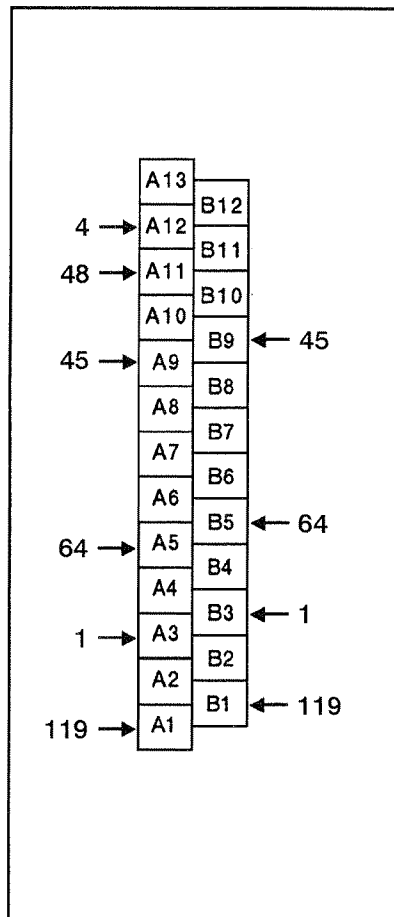 A13
B12
4 → A12
B11
48 → A11
B10
A10
B9 ← 45
45 → A9
B8
A8
B7
A7
B6
A6
B5 ← 64
64 → A5
B4
A4
B3 ← 1
1 → A3
B2
A2
B1 ← 119
119 → A1